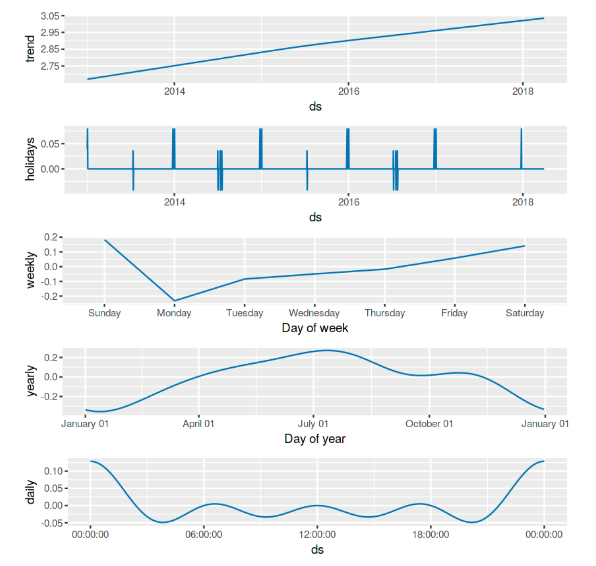 3.05
2.95
2.85
2.75
trend
2014 2016 2018
ds
0.05
0.00
holidays
2014 2016 2018
ds
0.2
0.1
0.0
-0.1
-0.2
weekly
Sunday Monday Tuesday Wednesday Thursday Friday Saturday
Day of week
0.2
0.0
-0.2
yearly
January 01 April 01 July 01 October 01 January 01
Day of year
0.10
0.05
0.00
-0.05
daily
00:00:00 06:00:00 12:00:00 18:00:00 00:00:00
ds